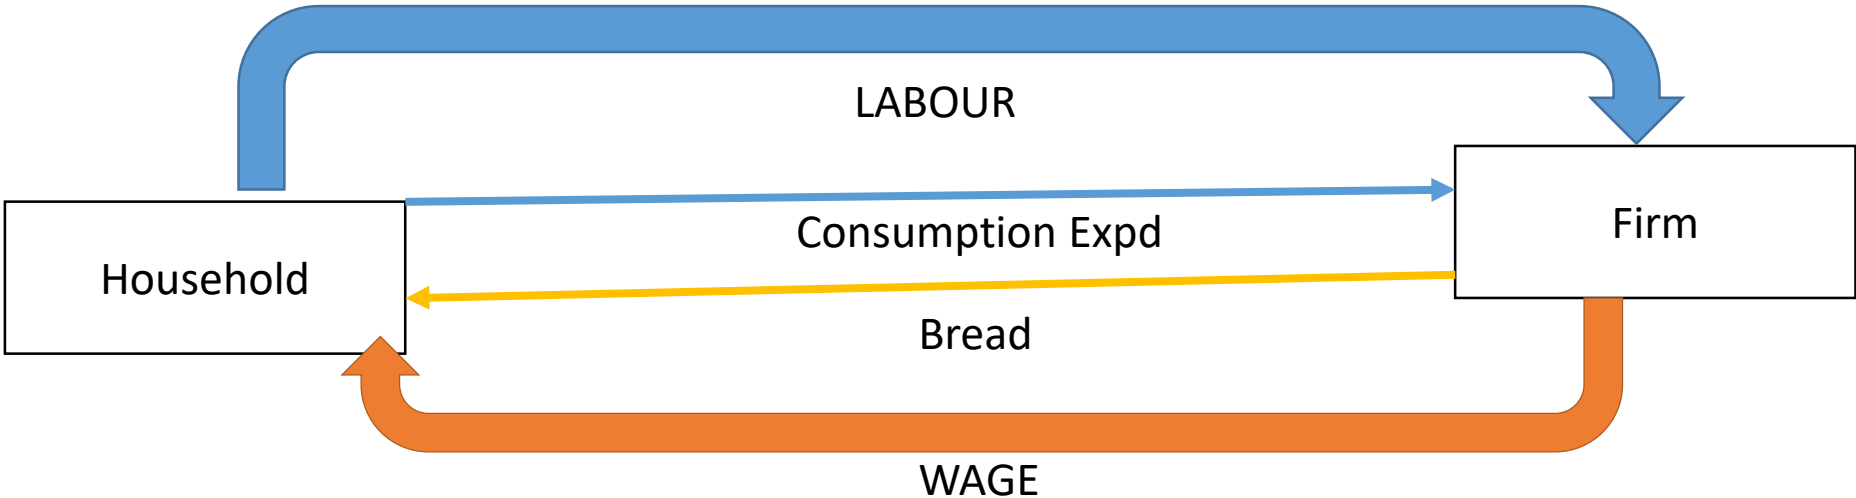 LABOUR
Consumption Expd
Firm
Household
Bread
WAGE